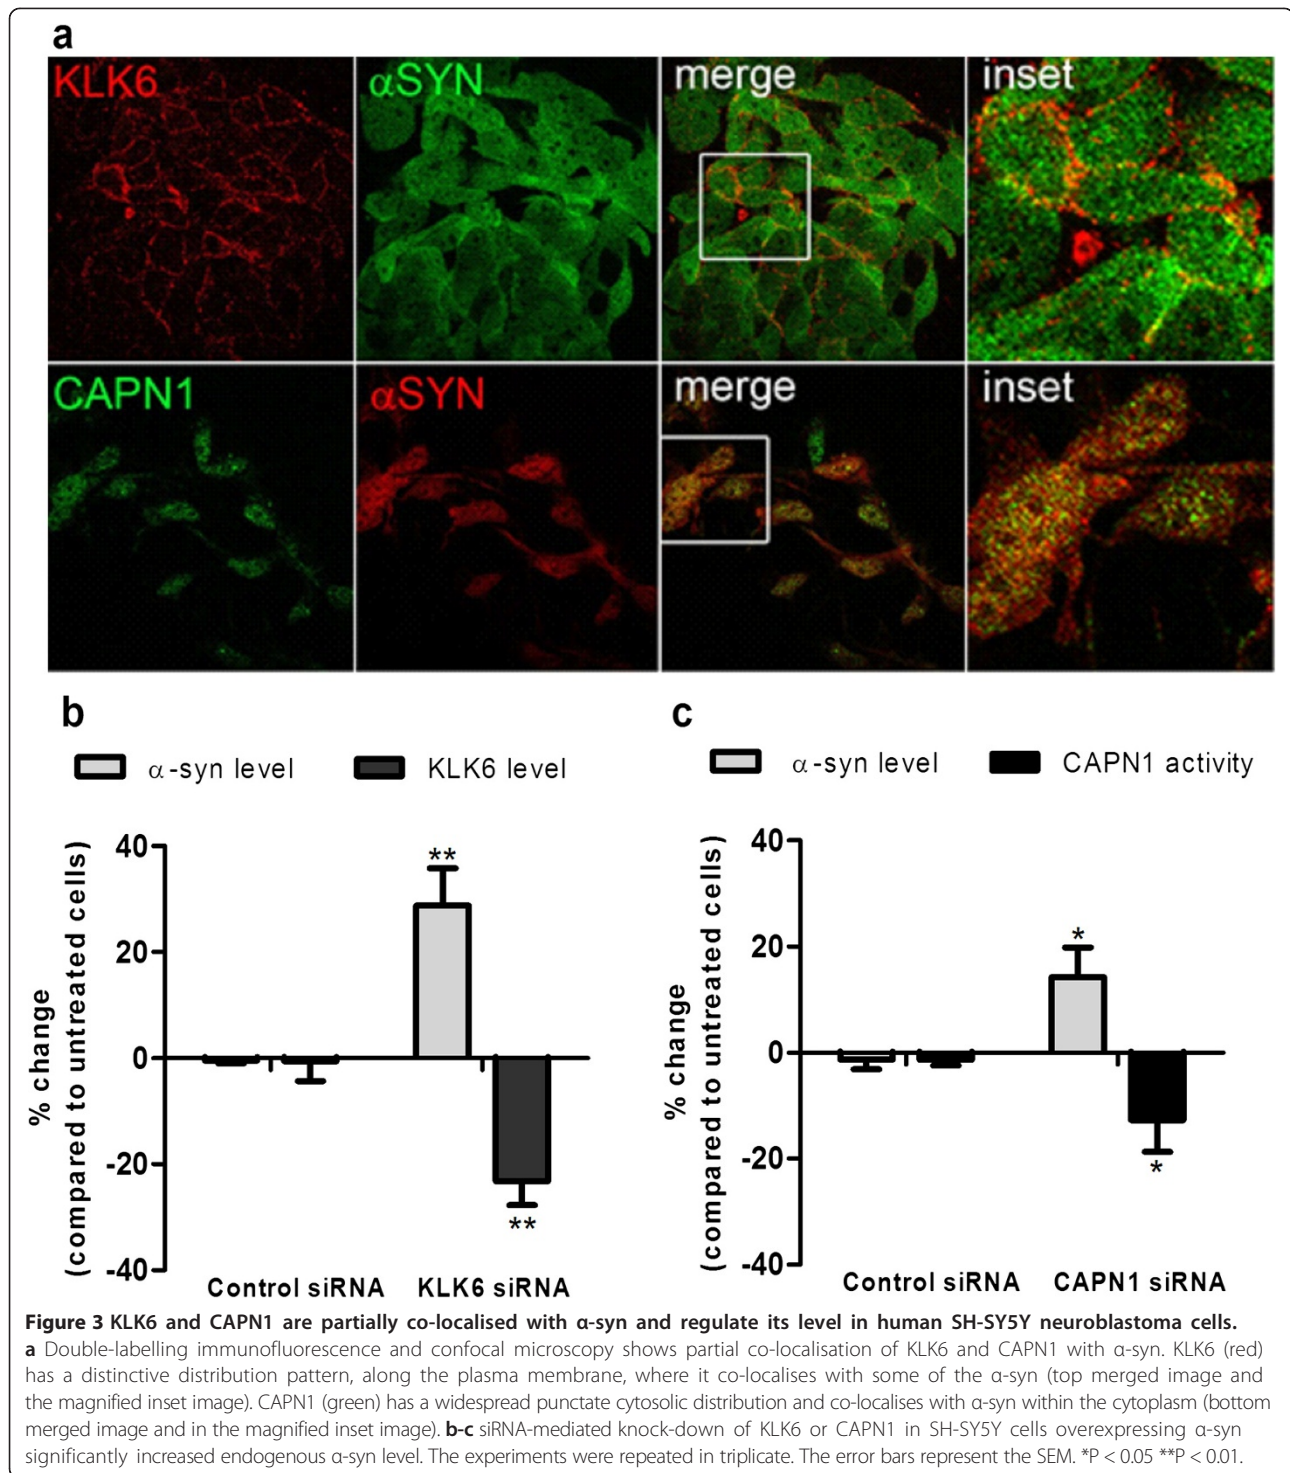 a
KLK6 αSYN merge inset
CAPN1 αSYN merge inset
b
α-syn level KLK6 level
% change
(compared to untreated cells)
40
20
0
-20
-40
**
**
Control siRNA KLK6 siRNA
c
α-syn level CAPN1 activity
% change
(compared to untreated cells)
40
20
0
-20
-40
*
*
Control siRNA CAPN1 siRNA
Figure 3 KLK6 and CAPN1 are partially co-localised with α-syn and regulate its level in human SH-SY5Y neuroblastoma cells.
a Double-labelling immunofluorescence and confocal microscopy shows partial co-localisation of KLK6 and CAPN1 with α-syn. KLK6 (red)
has a distinctive distribution pattern, along the plasma membrane, where it co-localises with some of the α-syn (top merged image and
the magnified inset image). CAPN1 (green) has a widespread punctate cytosolic distribution and co-localises with α-syn within the cytoplasm (bottom
merged image and in the magnified inset image). b-c siRNA-mediated knock-down of KLK6 or CAPN1 in SH-SY5Y cells overexpressing α-syn
significantly increased endogenous α-syn level. The experiments were repeated in triplicate. The error bars represent the SEM. *P < 0.05 **P < 0.01.